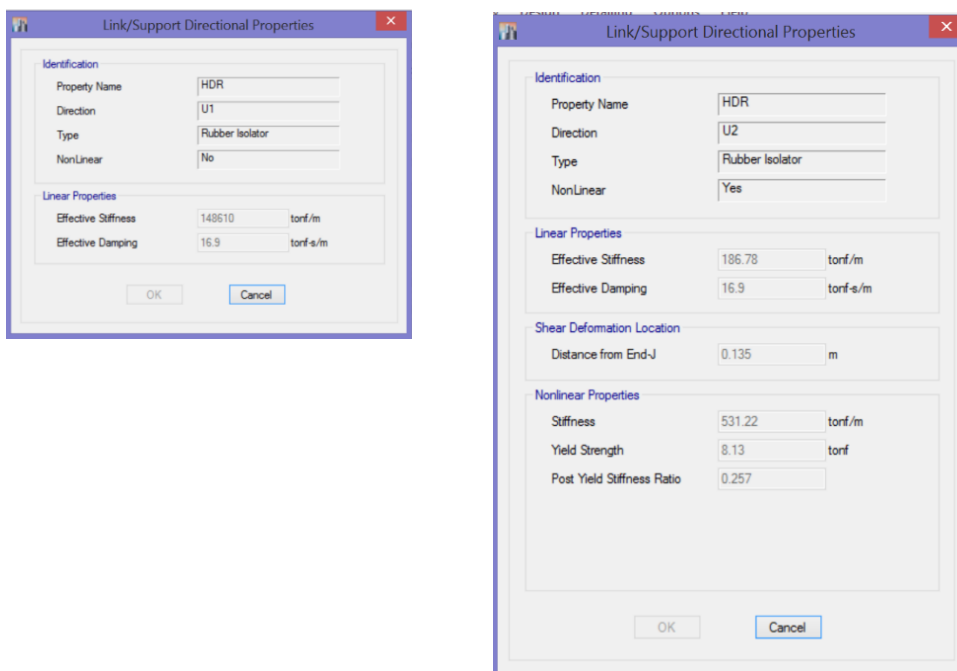 Link/Support Directional Properties
Identification
Property Name HDR
Direction U1
Type Rubber Isolator
NonLinear No
Linear Properties
Effective Stiffness 148610 tonf/m
Effective Damping 16.9 tonf-s/m
OK Cancel
Link/Support Directional Properties
Identification
Property Name HDR
Direction U2
Type Rubber Isolator
NonLinear Yes
Linear Properties
Effective Stiffness 186.78 tonf/m
Effective Damping 16.9 tonf-s/m
Shear Deformation Location
Distance from End-J 0.135 m
Nonlinear Properties
Stiffness 531.22 tonf/m
Yield Strength 8.13 tonf
Post Yield Stiffness Ratio 0.257
OK Cancel